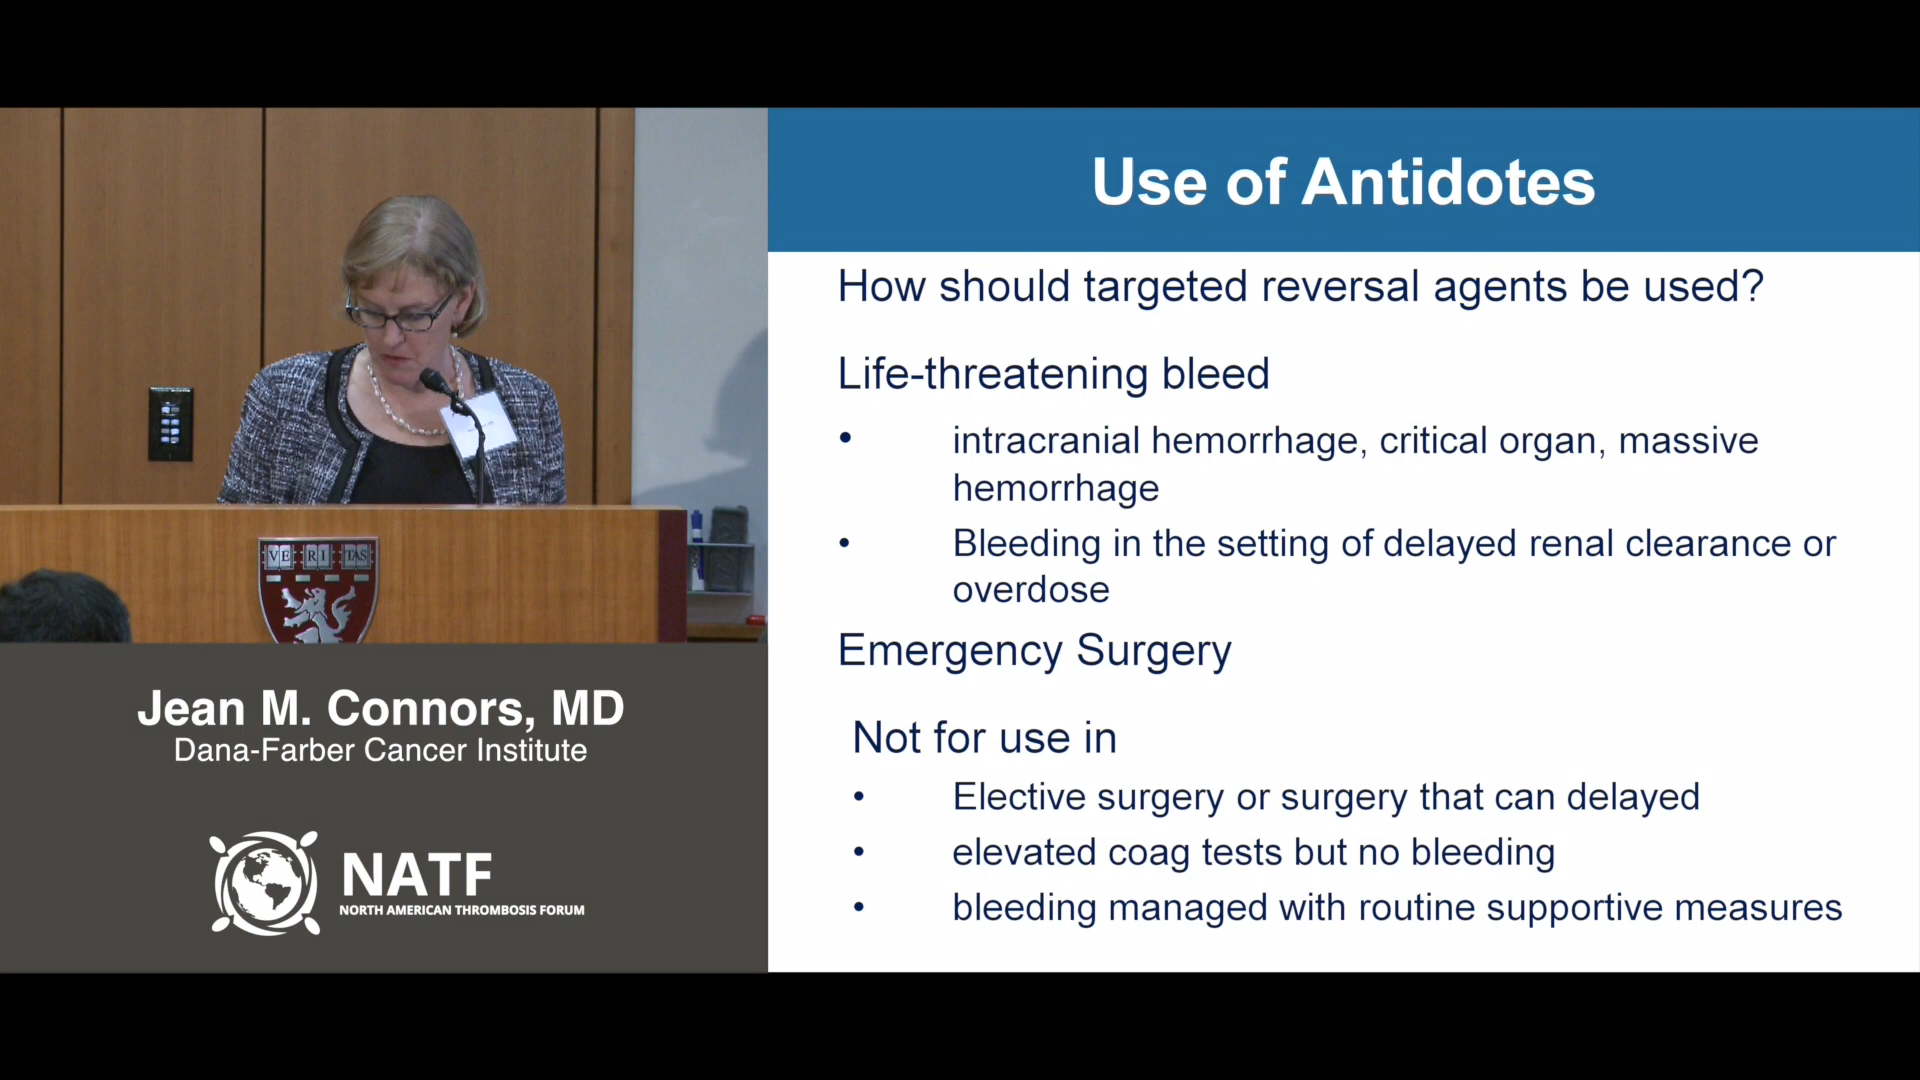 Use of Antidotes
How should targeted reversal agents be used?
Life-threatening bleed
• intracranial hemorrhage, critical organ, massive
hemorrhage
• Bleeding in the setting of delayed renal clearance or
overdose
Emergency Surgery
Not for use in
• Elective surgery or surgery that can delayed
• elevated coag tests but no bleeding
• bleeding managed with routine supportive measures
VE RI TAS
Jean M. Connors, MD
Dana-Farber Cancer Institute
NATF
NORTH AMERICAN THROMBOSIS FORUM